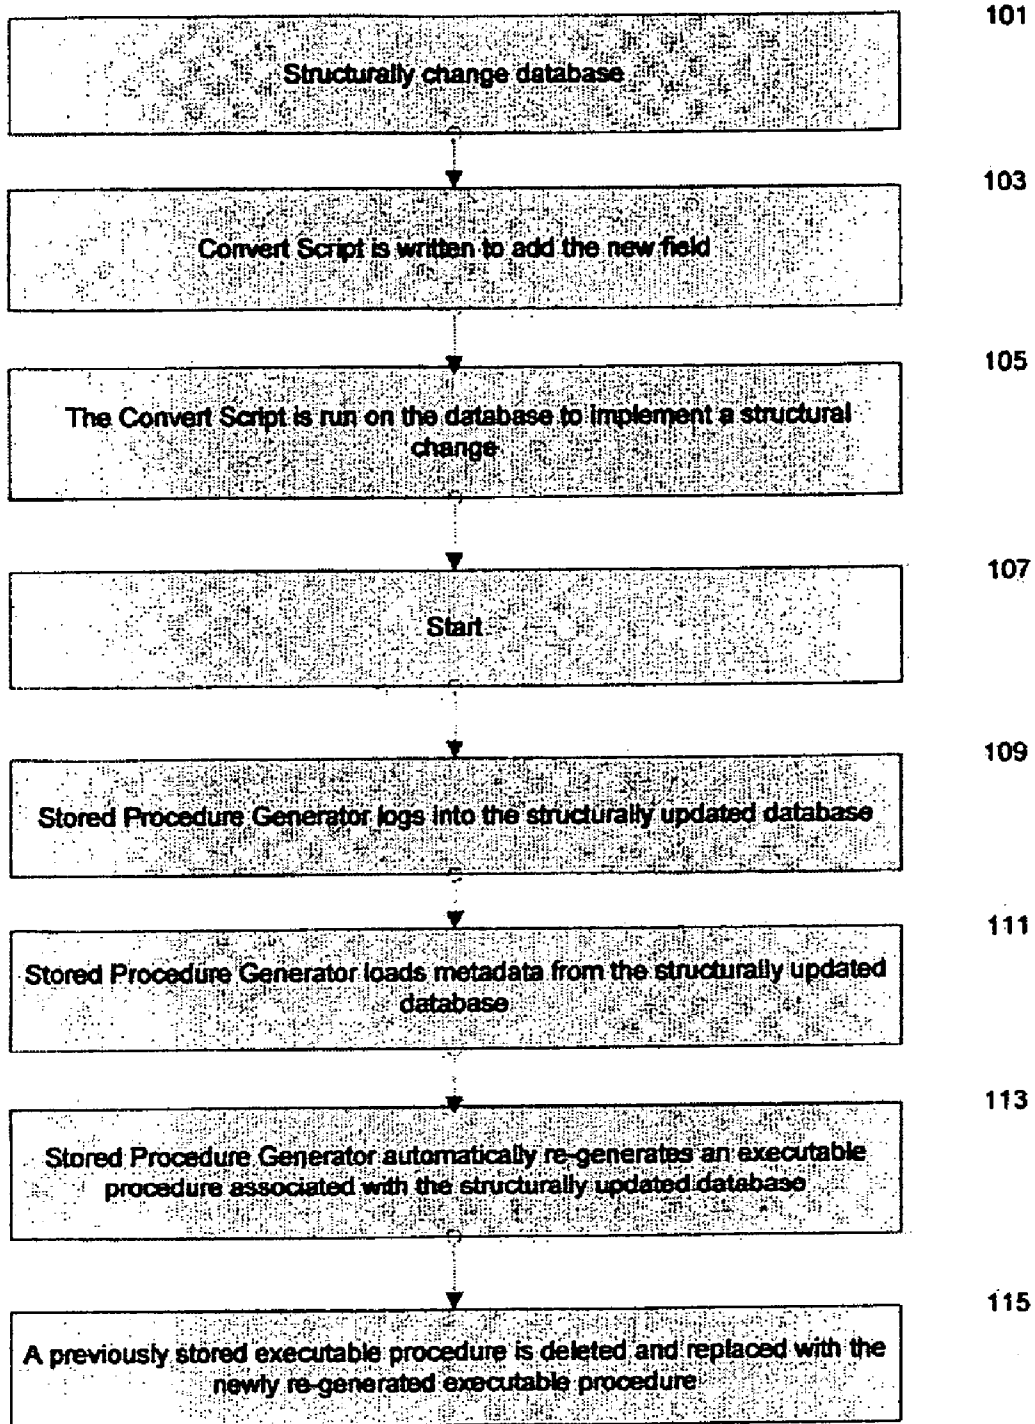 101
Structurally change database
103
Convert Script is written to add the new field
105
The Convert Script is run on the database to implement a structural
change
107
Start
109
Stored Procedure Generator logs into the structurally updated database
111
Stored Procedure Generator loads metadata from the structurally updated
database
113
Stored Procedure Generator automatically re-generates an executable
procedure associated with the structurally updated database
115
A previously stored executable procedure is deleted and replaced with the
newly re-generated executable procedure